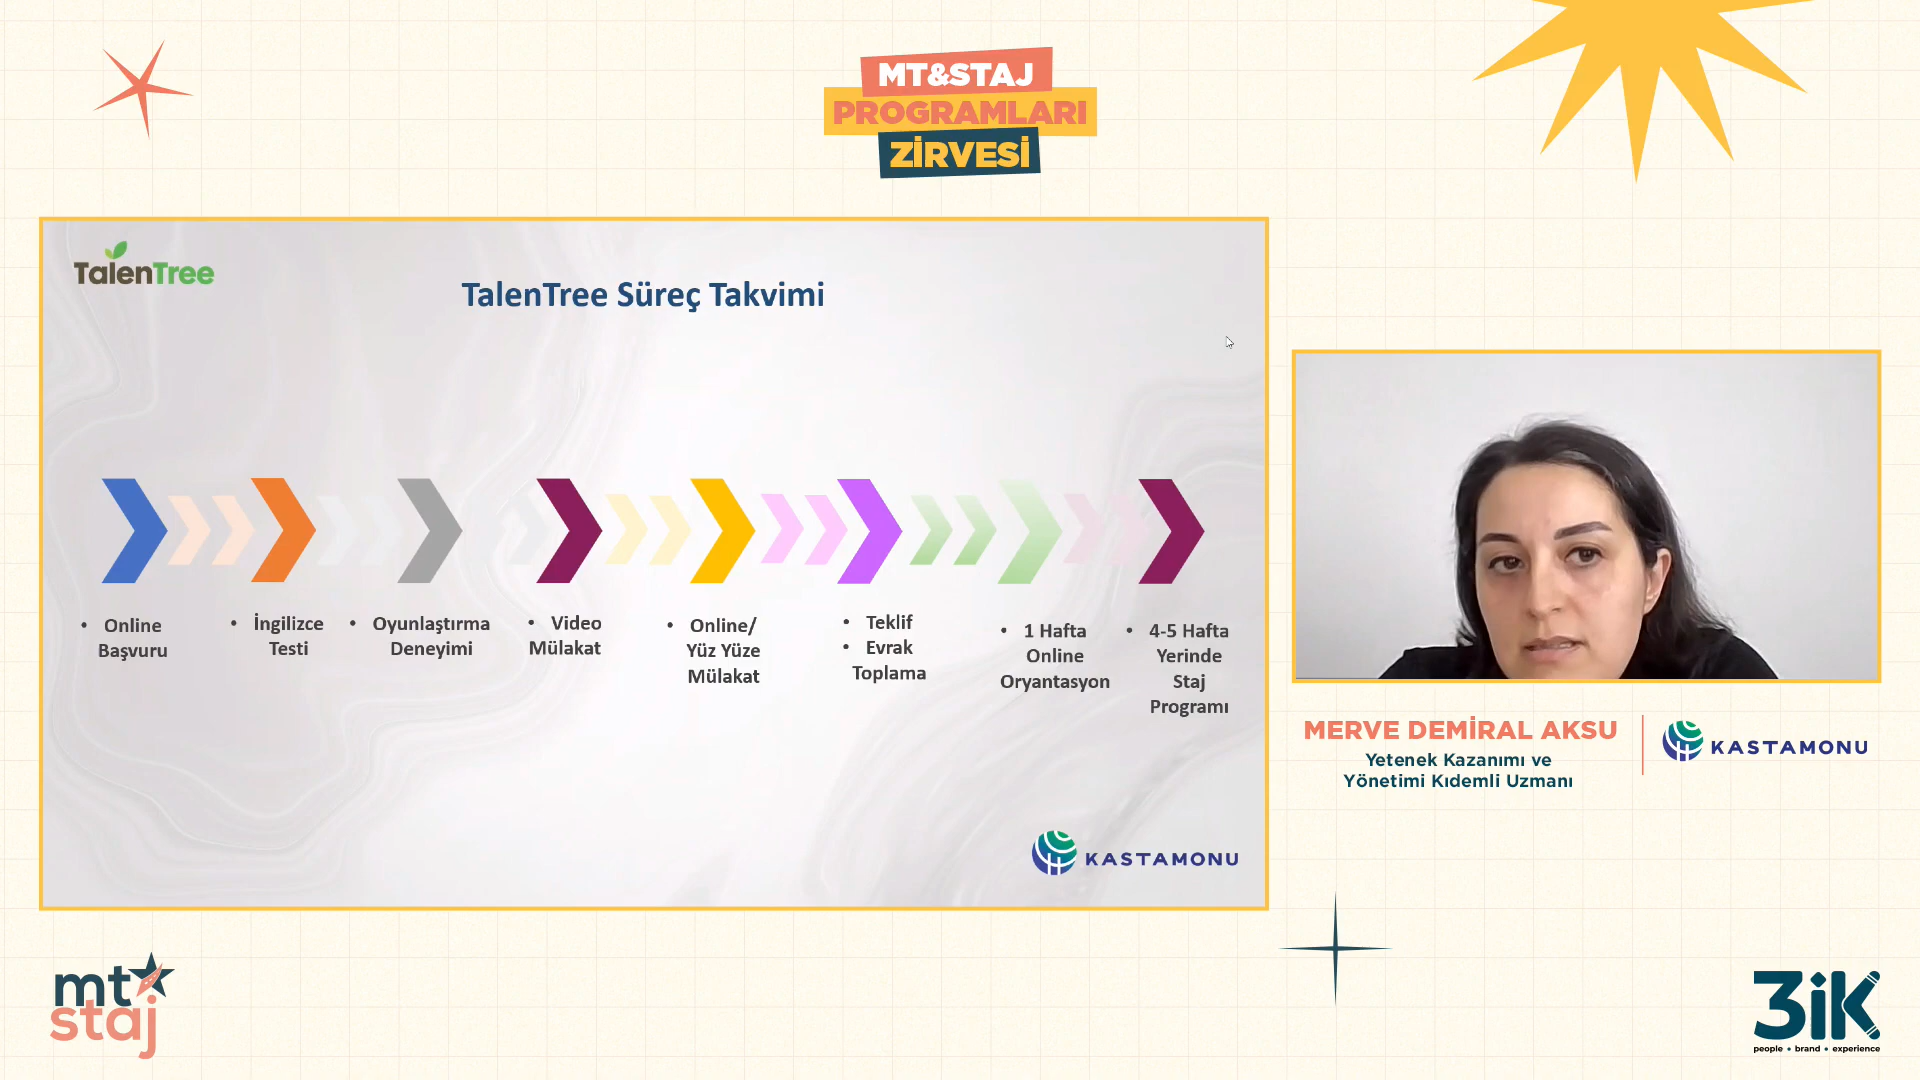 MT&STAJ
PROGRAMLARI
ZİRVESİ
TalenTree
TalenTree Süreç Takvimi
• Online
Başvuru
• İngilizce
Testi
• Oyunlaştırma
Deneyimi
• Video
Mülakat
• Online/
Yüz Yüze
Mülakat
• Teklif
• Evrak
Toplama
• 1 Hafta
Online
Oryantasyon
• 4-5 Hafta
Yerinde
Staj
Programı
KASTAMONU
MERVE DEMİRAL AKSU
Yetenek Kazanımı ve
Yönetimi Kıdemli Uzmanı
KASTAMONU
mt
staj
3iK
people • brand • experience